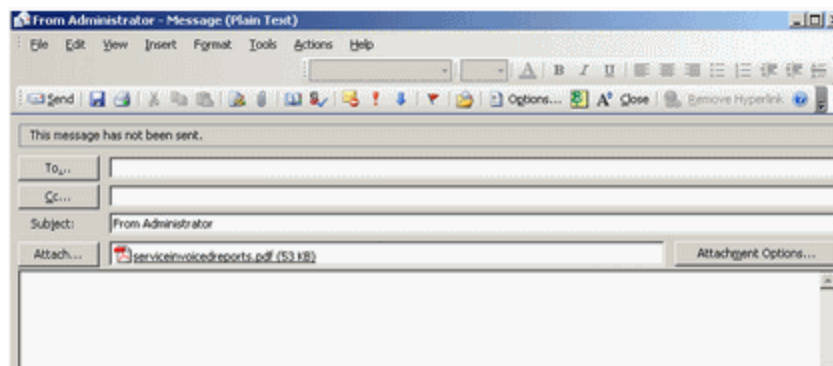 From Administrator - Message (Plain Text)
File Edit View Insert Format Tools Actions Help
A B I U
Send Options... A Close Remove Hyperlink
This message has not been sent.
To...
Cc...
Subject: From Administrator
Attach... serviceinvoicedreports.pdf (53 KB) Attachment Options...